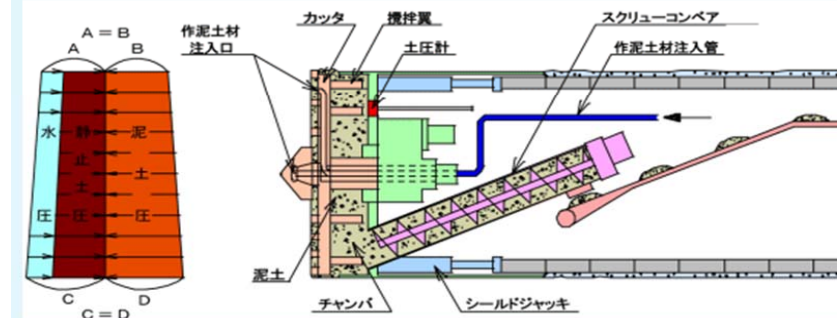 A = B
A
B
水圧
静止土圧
泥土圧
C
D
C = D
作泥土材
注入口
カッタ
攪拌翼
土圧計
スクリューコンベア
作泥土材注入管
泥土
チャンバ
シールドジャッキ